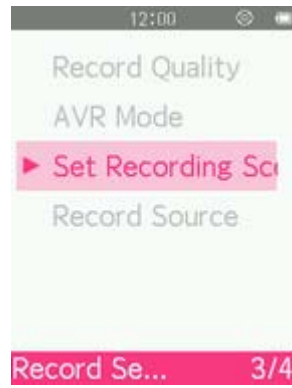 12:00
Record Quality
AVR Mode
Set Recording Sc
Record Source
Record Se... 3/4